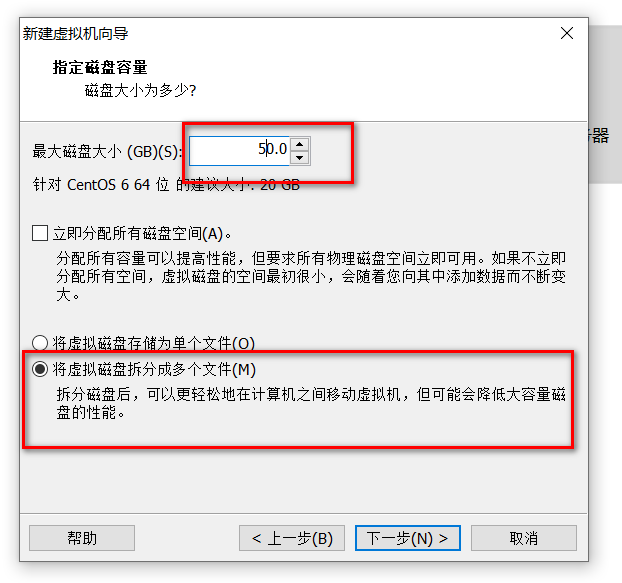 新建虚拟机向导
指定磁盘容量
磁盘大小为多少?
器
最大磁盘大小 (GB)(S): 50.0
针对 CentOS 6 64 位 的建议大小: 20 GB
立即分配所有磁盘空间(A)。
分配所有容量可以提高性能，但要求所有物理磁盘空间立即可用。如果不立即
分配所有空间，虚拟磁盘的空间最初很小，会随着您向其中添加数据而不断变
大。
将虚拟磁盘存储为单个文件(O)
将虚拟磁盘拆分成多个文件(M)
拆分磁盘后，可以更轻松地在计算机之间移动虚拟机，但可能会降低大容量磁
盘的性能。
帮助
< 上一步(B)
下一步(N) >
取消